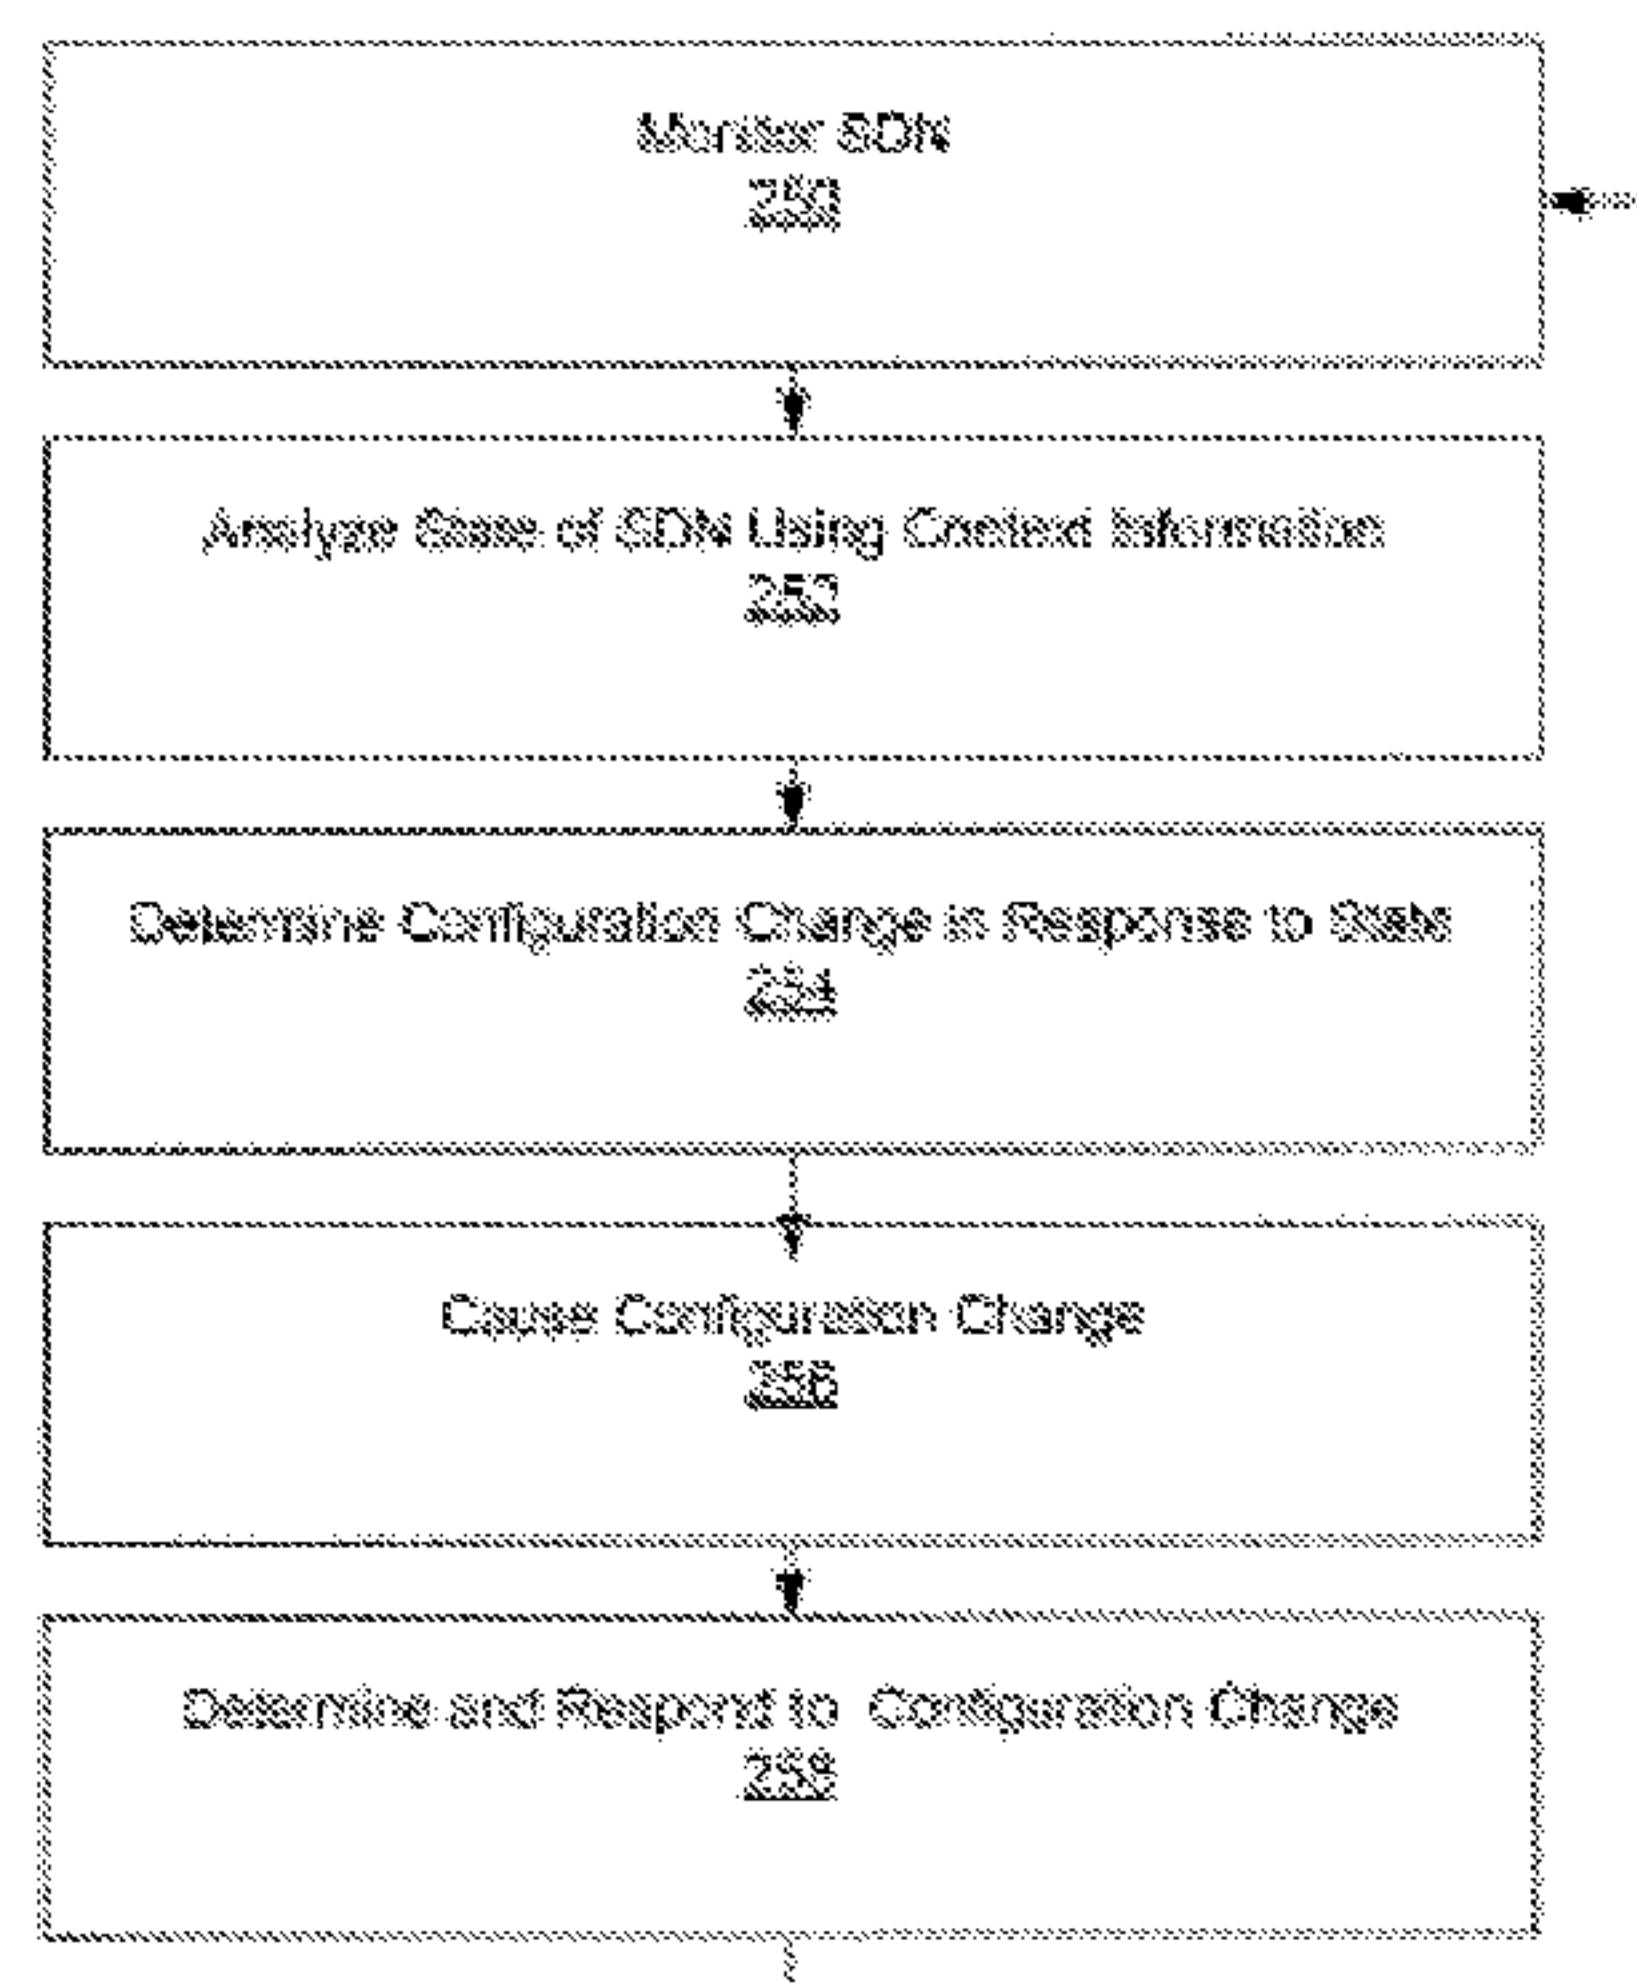 Monitor SDN
250
Analyze State of SDN Using Context Information
252
Determine Configuration Change in Response to State
254
Cause Configuration Change
256
Determine and Respond to Configuration Change
258